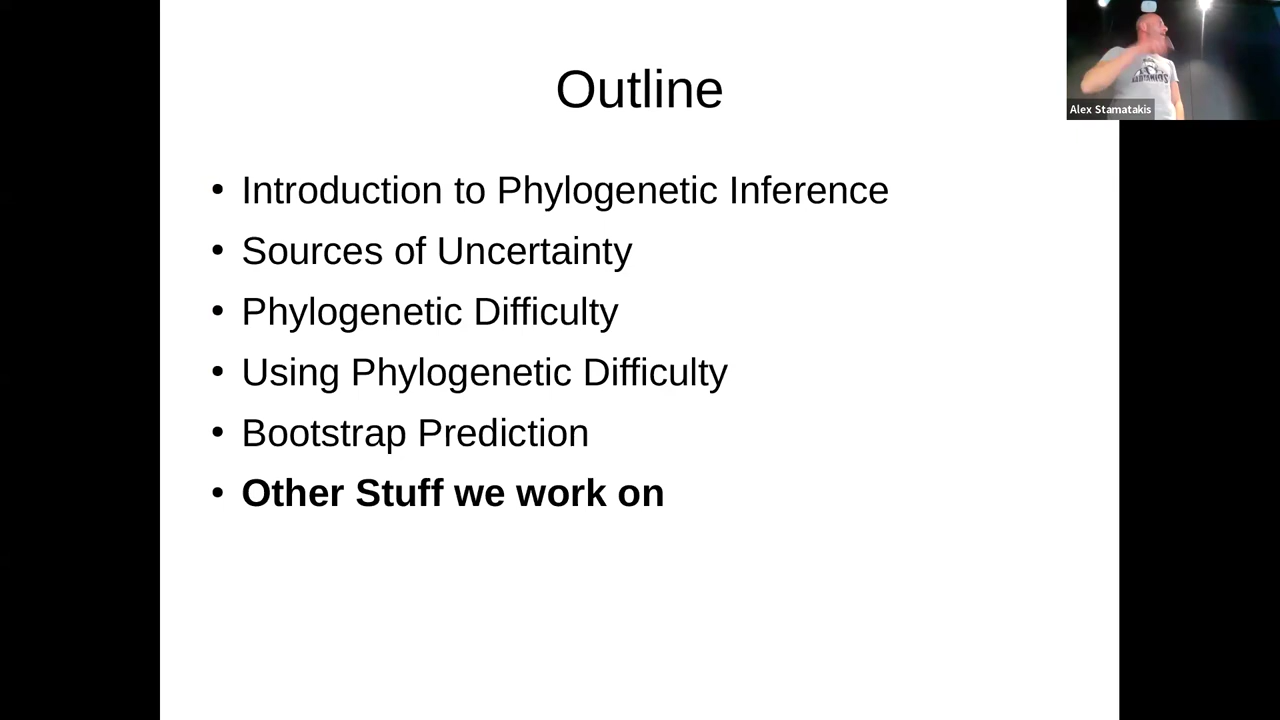 Outline
• Introduction to Phylogenetic Inference
• Sources of Uncertainty
• Phylogenetic Difficulty
• Using Phylogenetic Difficulty
• Bootstrap Prediction
• Other Stuff we work on
Alex Stamatakis